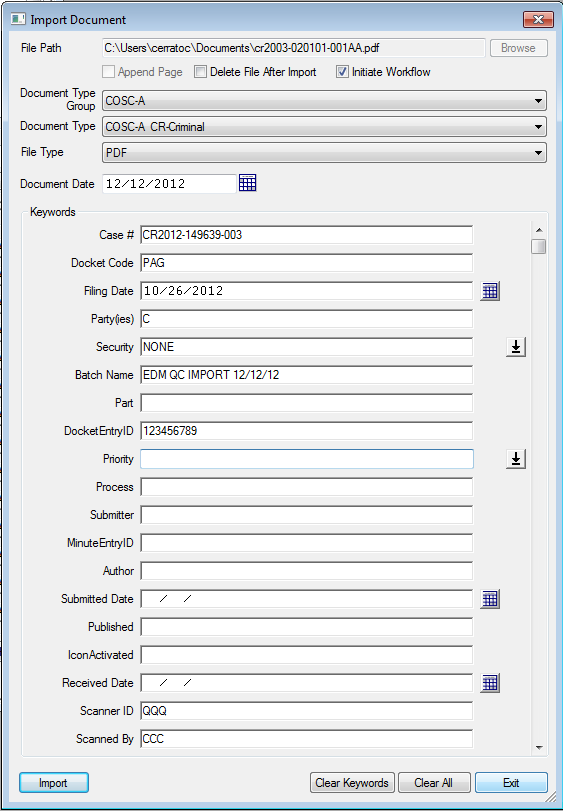 Import Document
File Path C:\Users\cerratoc\Documents\cr2003-020101-001AA.pdf Browse
Append Page Delete File After Import Initiate Workflow
Document Type Group COSC-A
Document Type COSC-A CR-Criminal
File Type PDF
Document Date 12/12/2012
Keywords
Case # CR2012-149639-003
Docket Code PAG
Filing Date 10/26/2012
Party(ies) C
Security NONE
Batch Name EDM QC IMPORT 12/12/12
Part
DocketEntryID 123456789
Priority
Process
Submitter
MinuteEntryID
Author
Submitted Date / /
Published
IconActivated
Received Date / /
Scanner ID QQQ
Scanned By CCC
Import Clear Keywords Clear All Exit